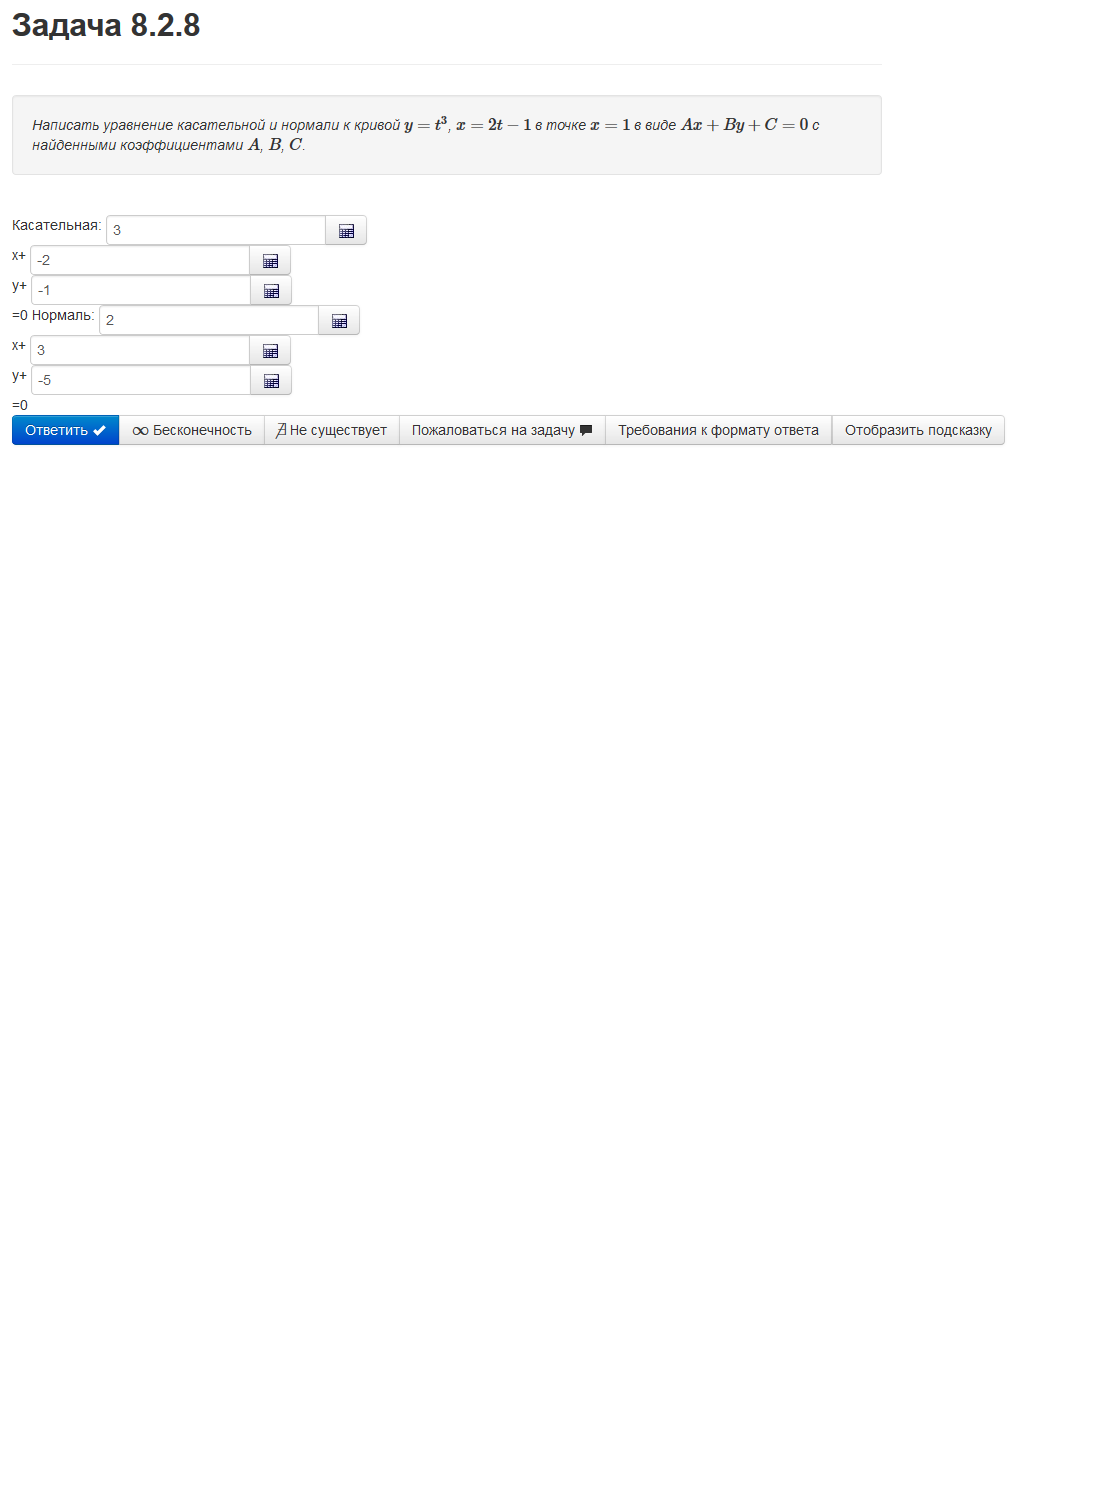 Задача 8.2.8
Написать уравнение касательной и нормали к кривой y = t³, x = 2t − 1 в точке x = 1 в виде Ax + By + C = 0 с
найденными коэффициентами A, B, C.
Касательная: 3
x+ -2
y+ -1
=0 Нормаль: 2
x+ 3
y+ -5
=0
Ответить ∞ Бесконечность ∄ Не существует Пожаловаться на задачу Требования к формату ответа Отобразить подсказку